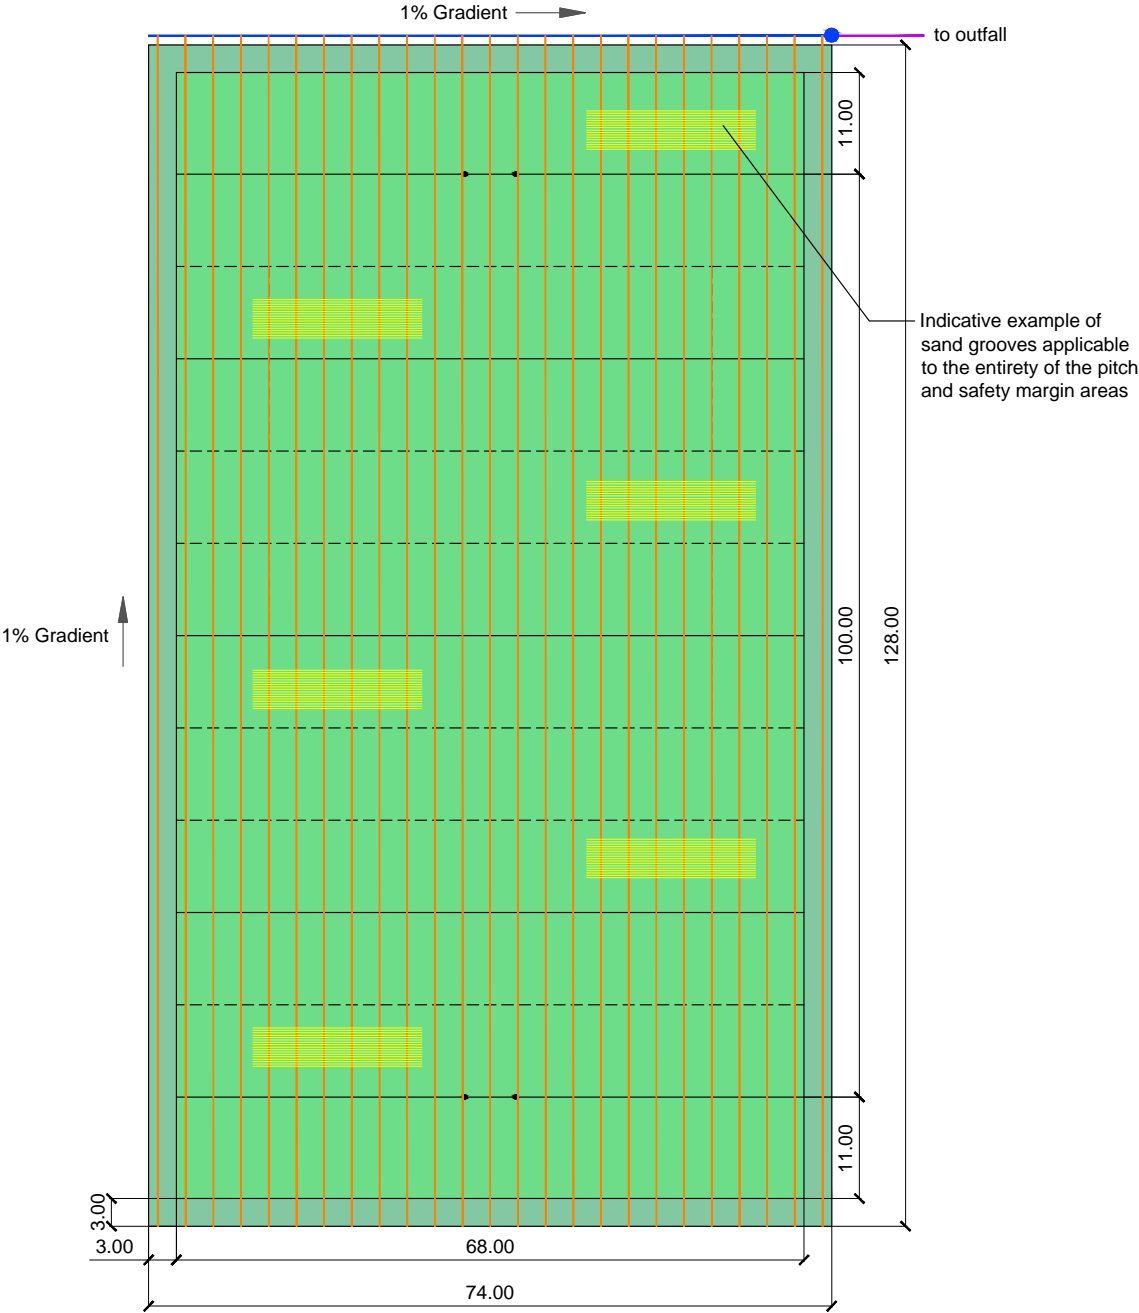 1% Gradient
to outfall
11.00
Indicative example of
sand grooves applicable
to the entirety of the pitch
and safety margin areas
1% Gradient
100.00
128.00
11.00
3.00
3.00
68.00
74.00